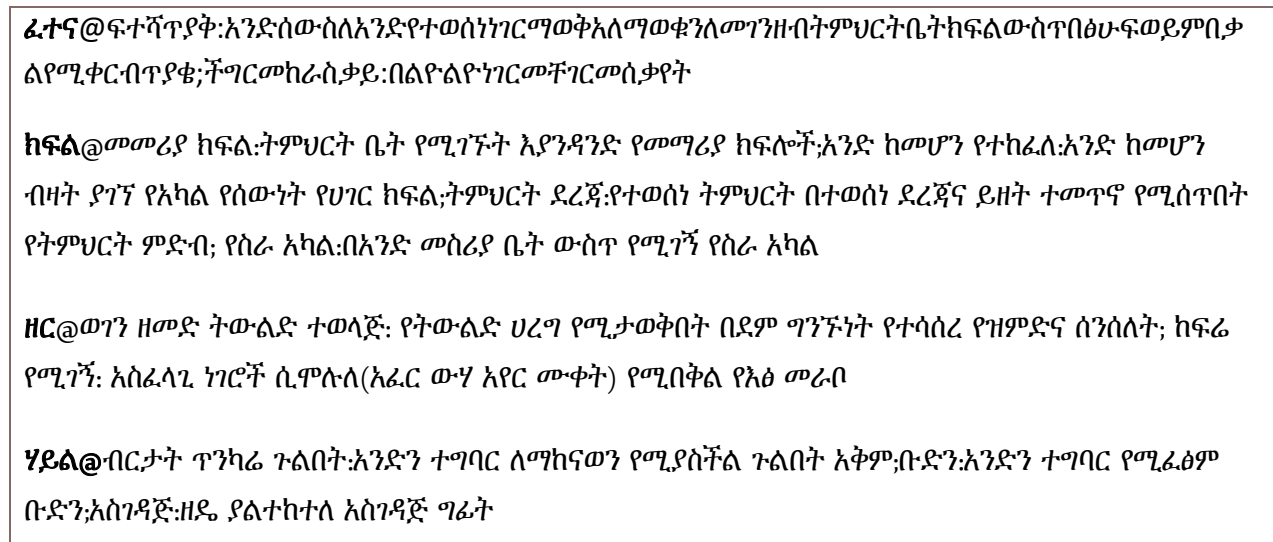 ፈተና@ፍተሻጥያቅ:አንድሰውስለአንድየተወሰነነገርማወቅአለማወቁንለመገንዘብትምህርትቤትክፍልውስጥበፅሁፍወይምበቃ
ልየሚቀርብጥያቄ;ችግርመከራስቃይ:በልዮልዮነገርመቸገርመሰቃየት
ክፍል@መመሪያ ክፍል:ትምህርት ቤት የሚገኙት እያንዳንድ የመማሪያ ክፍሎች;አንድ ከመሆን የተከፈለ:አንድ ከመሆን
ብዛት ያገኘ የአካል የሰውነት የሀገር ክፍል;ትምህርት ደረጃ:የተወሰነ ትምህርት በተወሰነ ደረጃና ይዘት ተመጥኖ የሚሰጥበት
የትምህርት ምድብ; የስራ አካል:በአንድ መስሪያ ቤት ውስጥ የሚገኝ የስራ አካል
ዘር@ወገን ዘመድ ትውልድ ተወላጅ: የትውልድ ሀረግ የሚታወቅበት በደም ግንኙነት የተሳሰረ የዝምድና ሰንሰለት; ከፍሬ
የሚገኝ: አስፈላጊ ነገሮች ሲሞሉለ(አፈር ውሃ አየር ሙቀት) የሚበቅል የእፅ መራቦ
ሃይል@ብርታት ጥንካሬ ጉልበት:አንድን ተግባር ለማከናወን የሚያስችል ጉልበት አቅም;ቡድን:አንድን ተግባር የሚፈፅም
ቡድን;አስገዳጅ:ዘዴ ያልተከተለ አስገዳጅ ግፊት